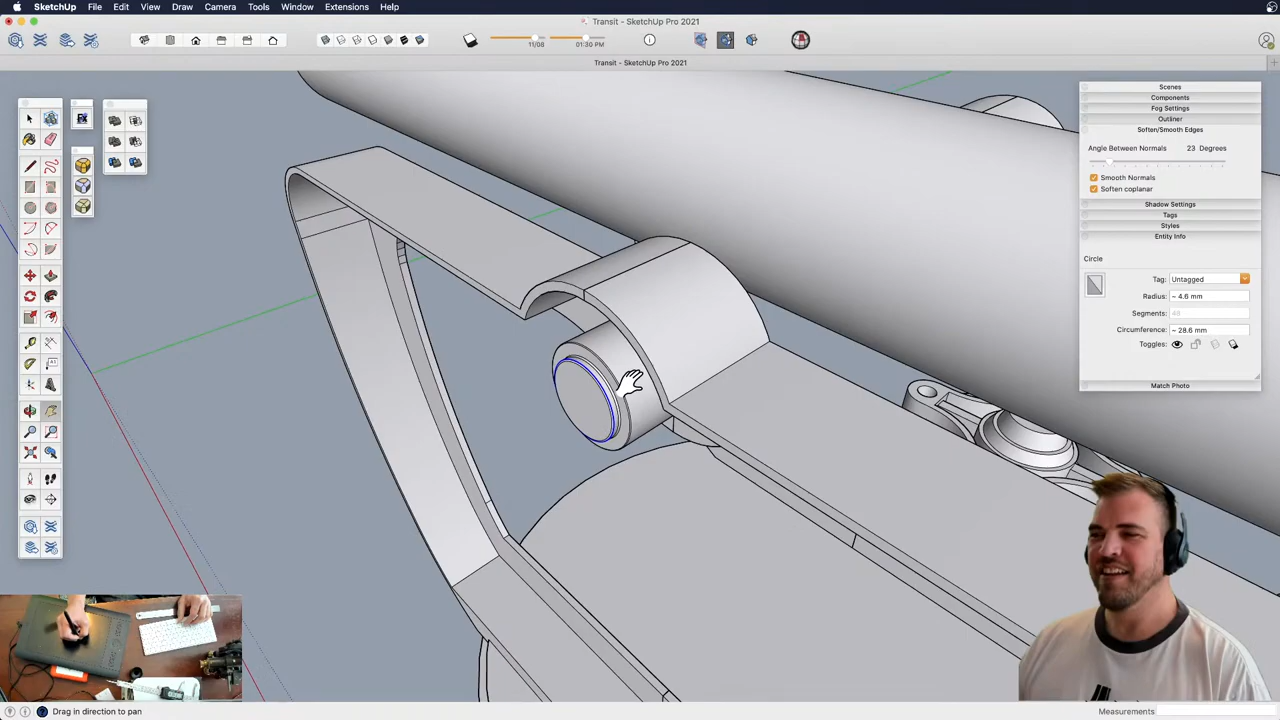 SketchUp File Edit View Draw Camera Tools Window Extensions Help
Transit - SketchUp Pro 2021
11/08 01:30 PM
Transit - SketchUp Pro 2021
Scenes
Components
Fog Settings
Outliner
Soften/Smooth Edges
Angle Between Normals 23 Degrees
Smooth Normals
Soften coplanar
Shadow Settings
Tags
Styles
Entity Info
Circle
Tag: Untagged
Radius: ~ 4.6 mm
Segments: 48
Circumference: ~ 28.6 mm
Toggles:
Match Photo
Drag in direction to pan
Measurements